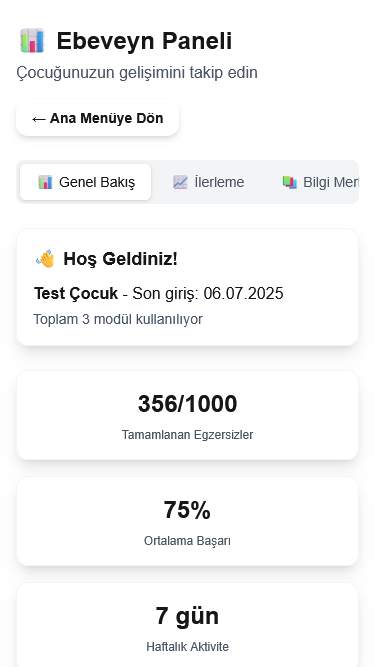 Ebeveyn Paneli
Çocuğunuzun gelişimini takip edin
← Ana Menüye Dön
Genel Bakış İlerleme Bilgi Mer
Hoş Geldiniz!
Test Çocuk - Son giriş: 06.07.2025
Toplam 3 modül kullanılıyor
356/1000
Tamamlanan Egzersizler
75%
Ortalama Başarı
7 gün
Haftalık Aktivite